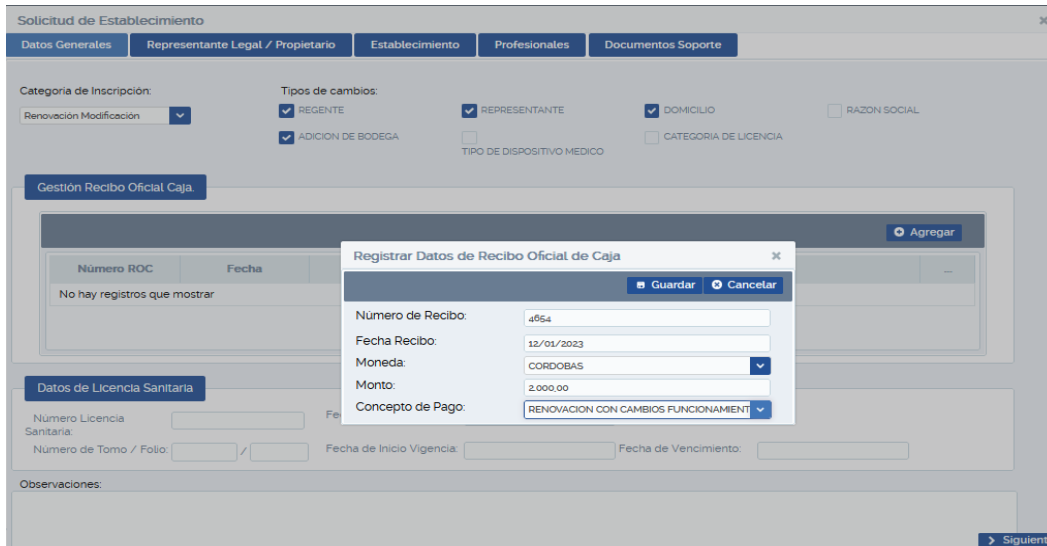 Solicitud de Establecimiento
Datos Generales
Representante Legal / Propietario
Establecimiento
Profesionales
Documentos Soporte
Categoria de Inscripción:
Tipos de cambios:
Renovación Modificación
REGENTE
REPRESENTANTE
DOMICILIO
RAZON SOCIAL
ADICION DE BODEGA
TIPO DE DISPOSITIVO MEDICO
CATEGORIA DE LICENCIA
Gestión Recibo Oficial Caja.
Agregar
Número ROC
Fecha
...
No hay registros que mostrar
Registrar Datos de Recibo Oficial de Caja
Guardar
Cancelar
Número de Recibo:
4654
Fecha Recibo:
12/01/2023
Moneda:
CORDOBAS
Monto:
2.000,00
Concepto de Pago:
RENOVACION CON CAMBIOS FUNCIONAMIENT
Datos de Licencia Sanitaria
Número Licencia
Sanitaria:
Fe
Número de Tomo / Folio:
/
Fecha de Inicio Vigencia:
Fecha de Vencimiento:
Observaciones:
Siguient